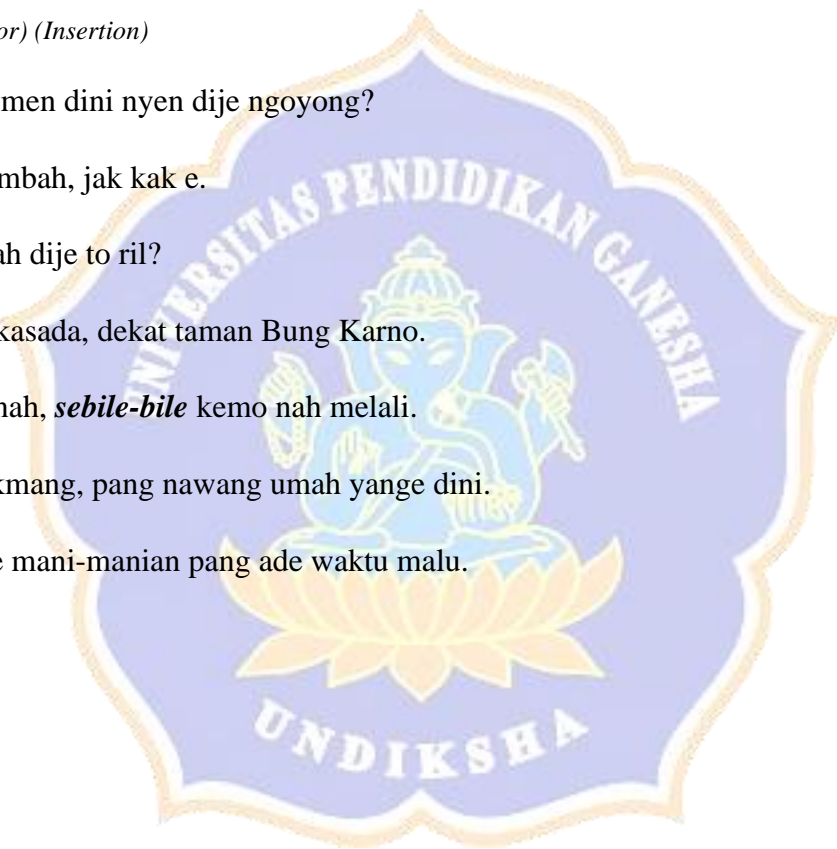 or) (Insertion)
men dini nyen dije ngoyong?
mbah, jak kak e.
ah dije to ril?
kasada, dekat taman Bung Karno.
nah, sebile-bile kemo nah melali.
kmang, pang nawang umah yange dini.
e mani-manian pang ade waktu malu.
UNIVERSITAS PENDIDIKAN GANESHA
UNDIKSHA